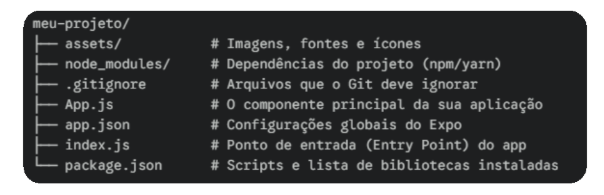 meu-projeto/
├── assets/ # Imagens, fontes e ícones
├── node_modules/ # Dependências do projeto (npm/yarn)
├── .gitignore # Arquivos que o Git deve ignorar
├── App.js # O componente principal da sua aplicação
├── app.json # Configurações globais do Expo
├── index.js # Ponto de entrada (Entry Point) do app
└── package.json # Scripts e lista de bibliotecas instaladas